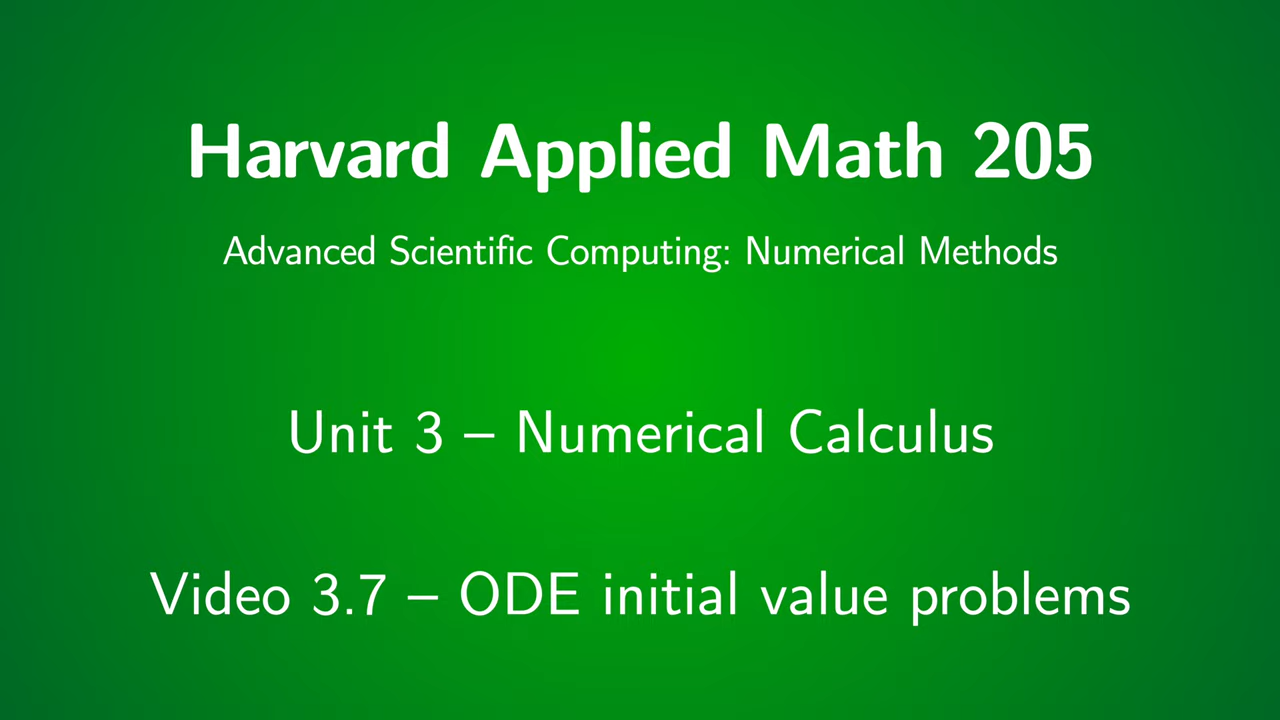 Harvard Applied Math 205
Advanced Scientific Computing: Numerical Methods
Unit 3 – Numerical Calculus
Video 3.7 – ODE initial value problems